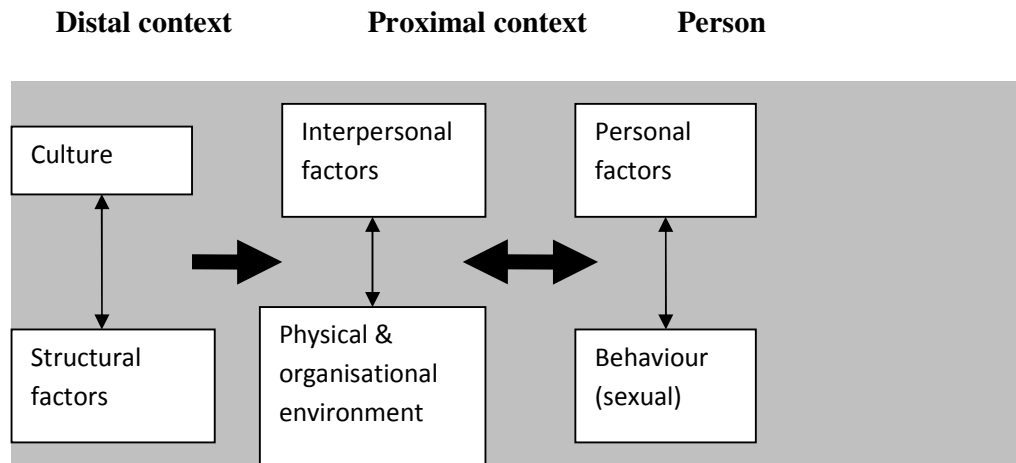 Distal context Proximal context Person
Culture
Interpersonal
factors
Personal
factors
Structural
factors
Physical &
organisational
environment
Behaviour
(sexual)